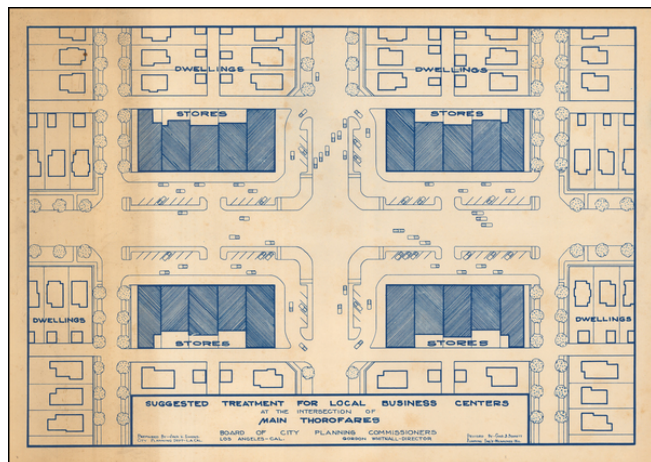 DWELLINGS
DWELLINGS
STORES
STORES
DWELLINGS
DWELLINGS
STORES
STORES
SUGGESTED TREATMENT FOR LOCAL BUSINESS CENTERS
AT THE INTERSECTION OF
MAIN THOROFARES
BOARD OF CITY PLANNING COMMISSIONERS
LOS ANGELES-CAL. GORDON WHITNALL-DIRECTOR